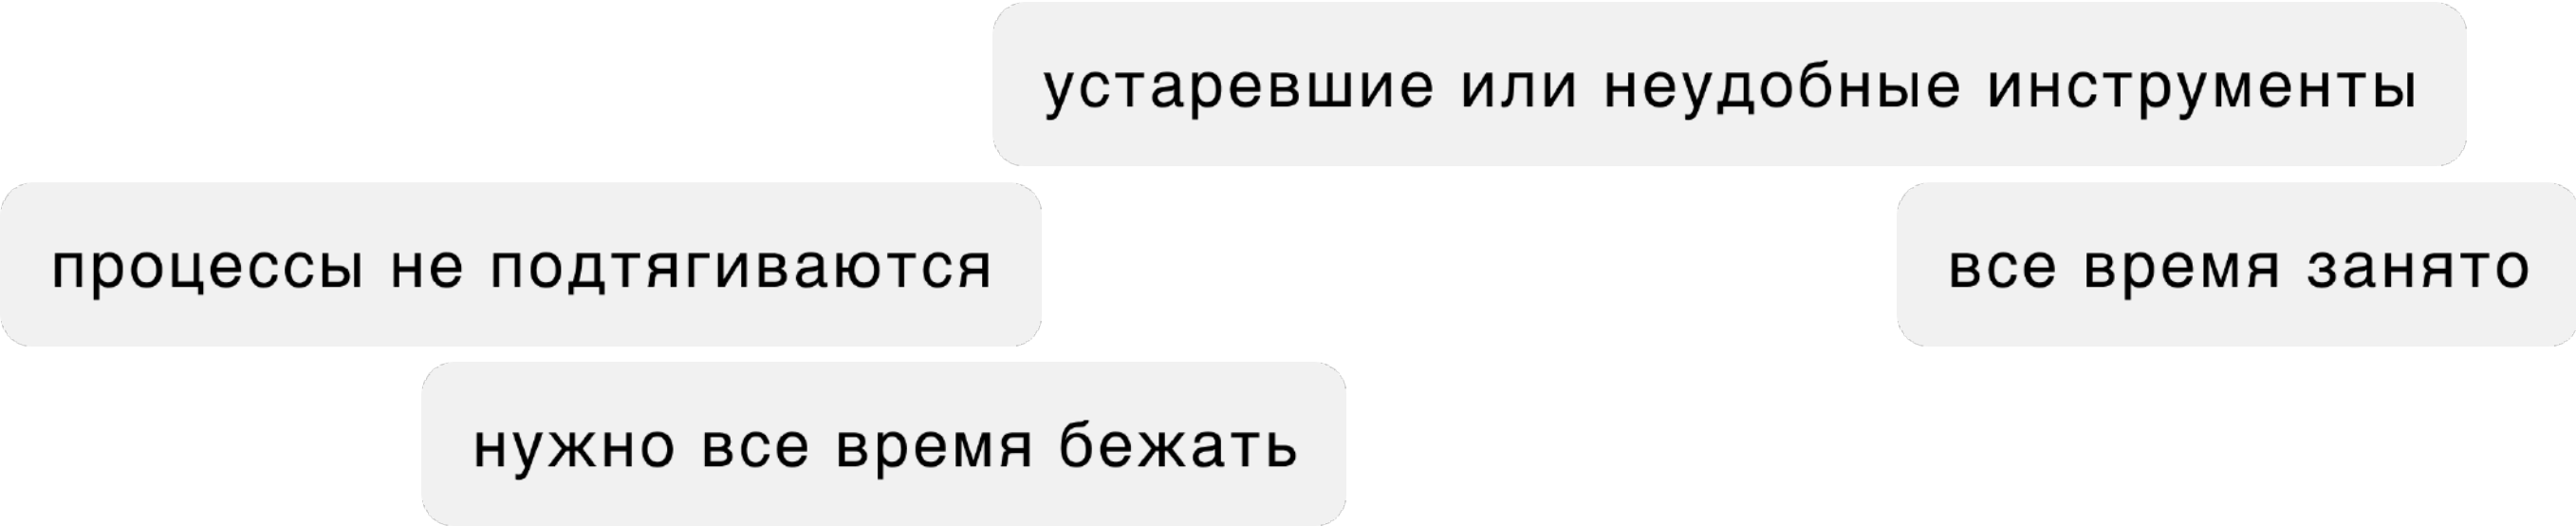 устаревшие или неудобные инструменты
процессы не подтягиваются
все время занято
нужно все время бежать